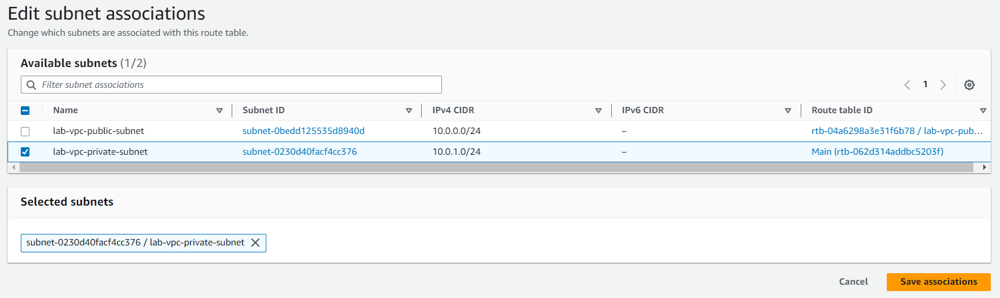 Edit subnet associations
Change which subnets are associated with this route table.
Available subnets (1/2)
Filter subnet associations
1
Name Subnet ID IPv4 CIDR IPv6 CIDR Route table ID
lab-vpc-public-subnet subnet-0bedd125535d8940d 10.0.0.0/24 – rtb-04a6298a3e31f6b78 / lab-vpc-pub...
lab-vpc-private-subnet subnet-0230d40facf4cc376 10.0.1.0/24 – Main (rtb-062d314addbc5203f)
Selected subnets
subnet-0230d40facf4cc376 / lab-vpc-private-subnet
Cancel Save associations